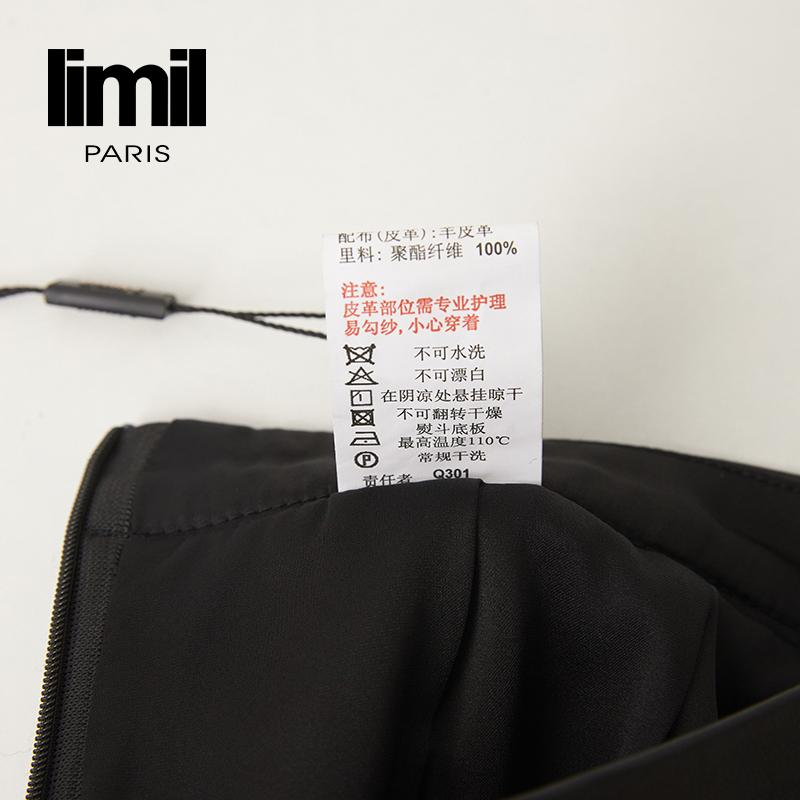 limil
PARIS
配布(皮革):羊皮革
里料: 聚酯纤维 100%
注意:
皮革部位需专业护理
易勾纱,小心穿着
不可水洗
不可漂白
在阴凉处悬挂晾干
不可翻转干燥
熨斗底板
最高温度110℃
常规干洗
P
责任者 Q301